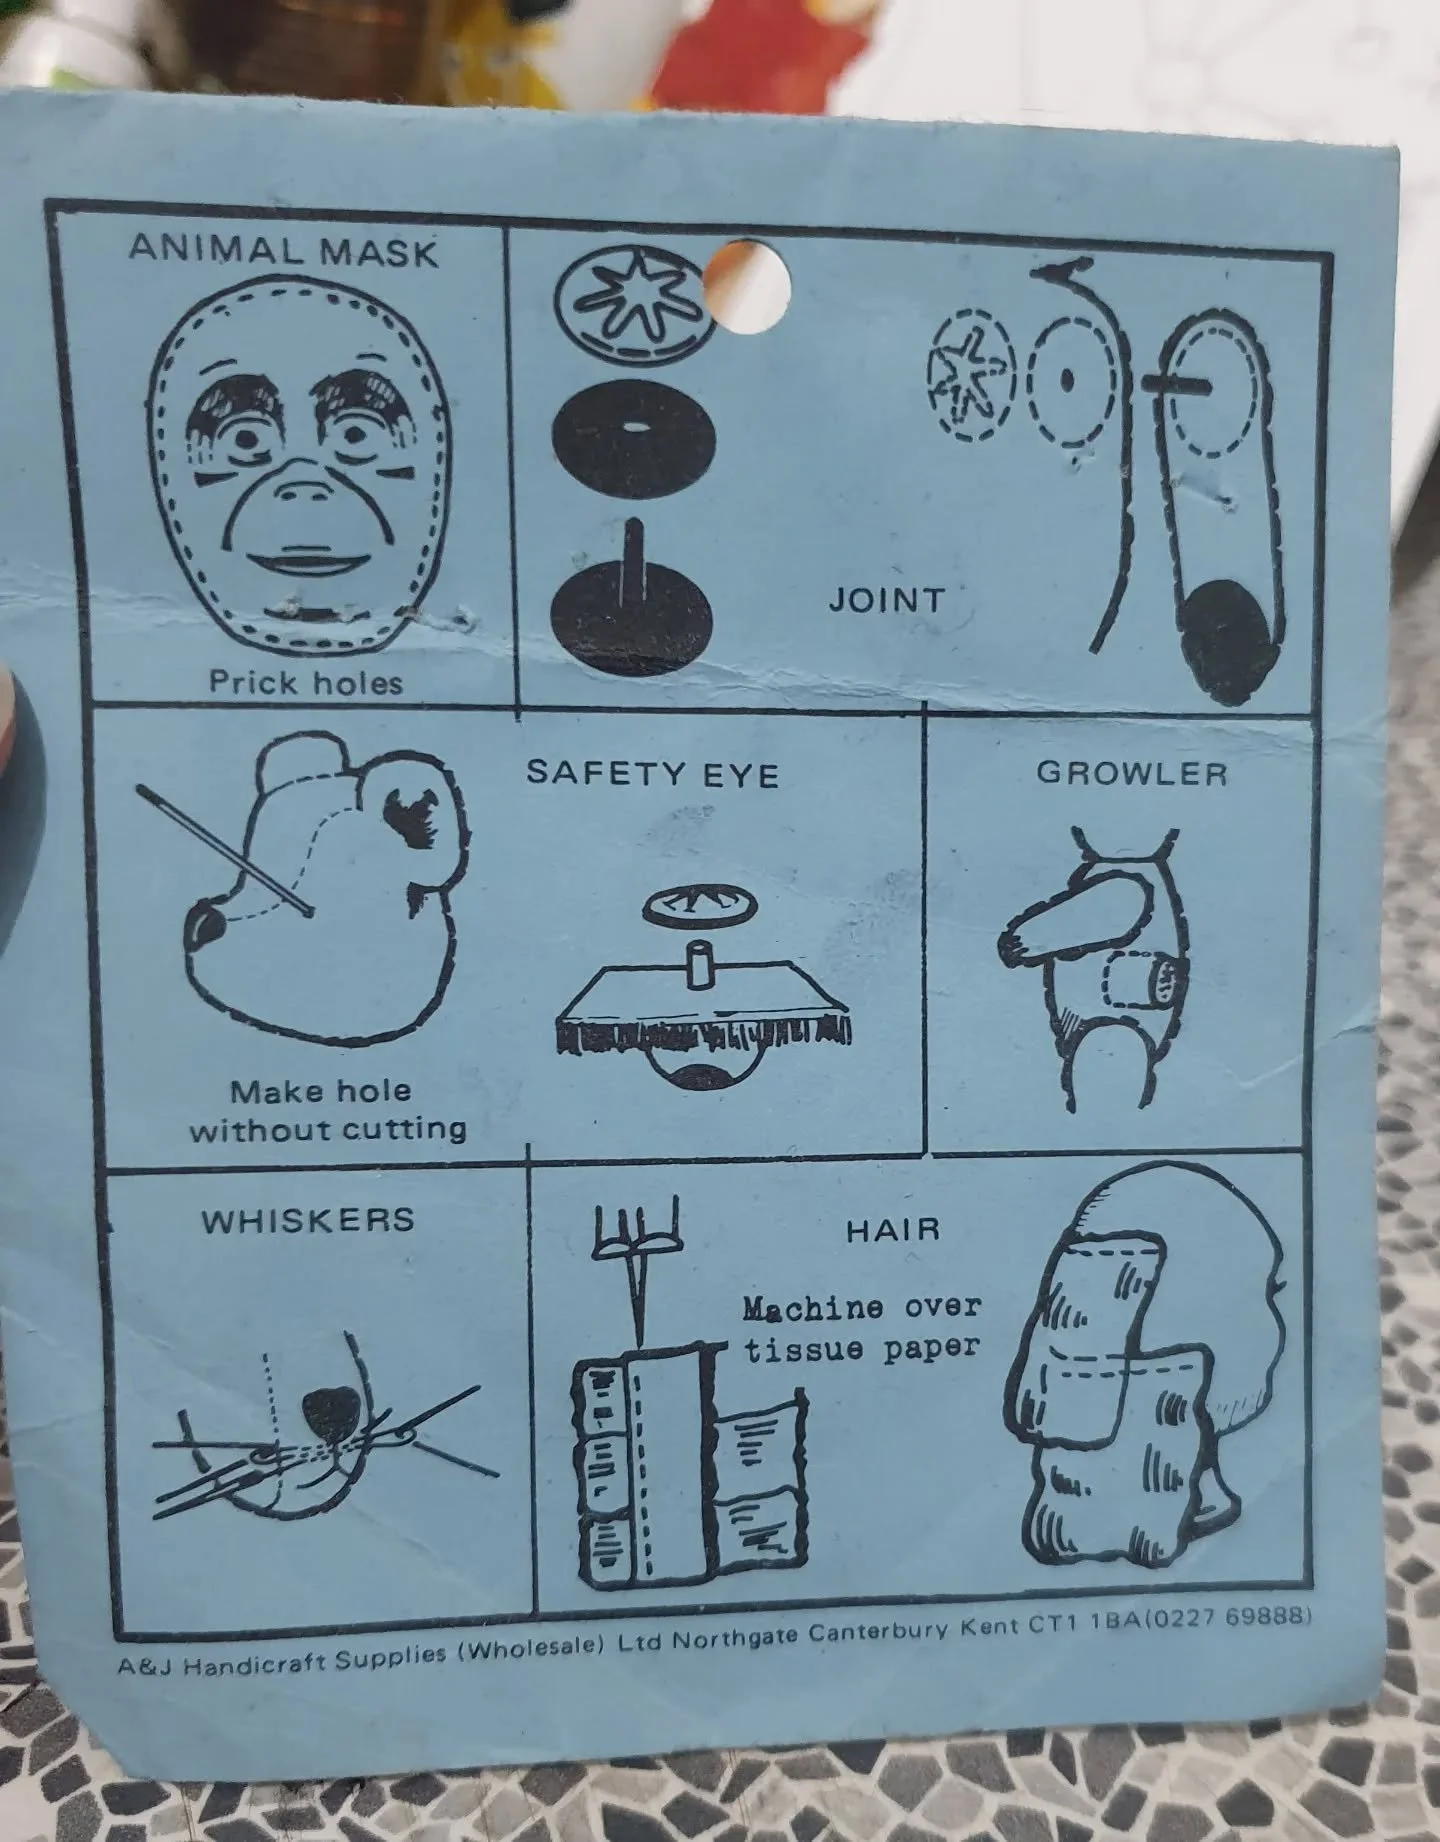 ANIMAL MASK
Prick holes
JOINT
SAFETY EYE
Make hole
without cutting
GROWLER
WHISKERS
HAIR
Machine over
tissue paper
A&J Handicraft Supplies (Wholesale) Ltd Northgate Canterbury Kent CT1 1BA(0227 69888)